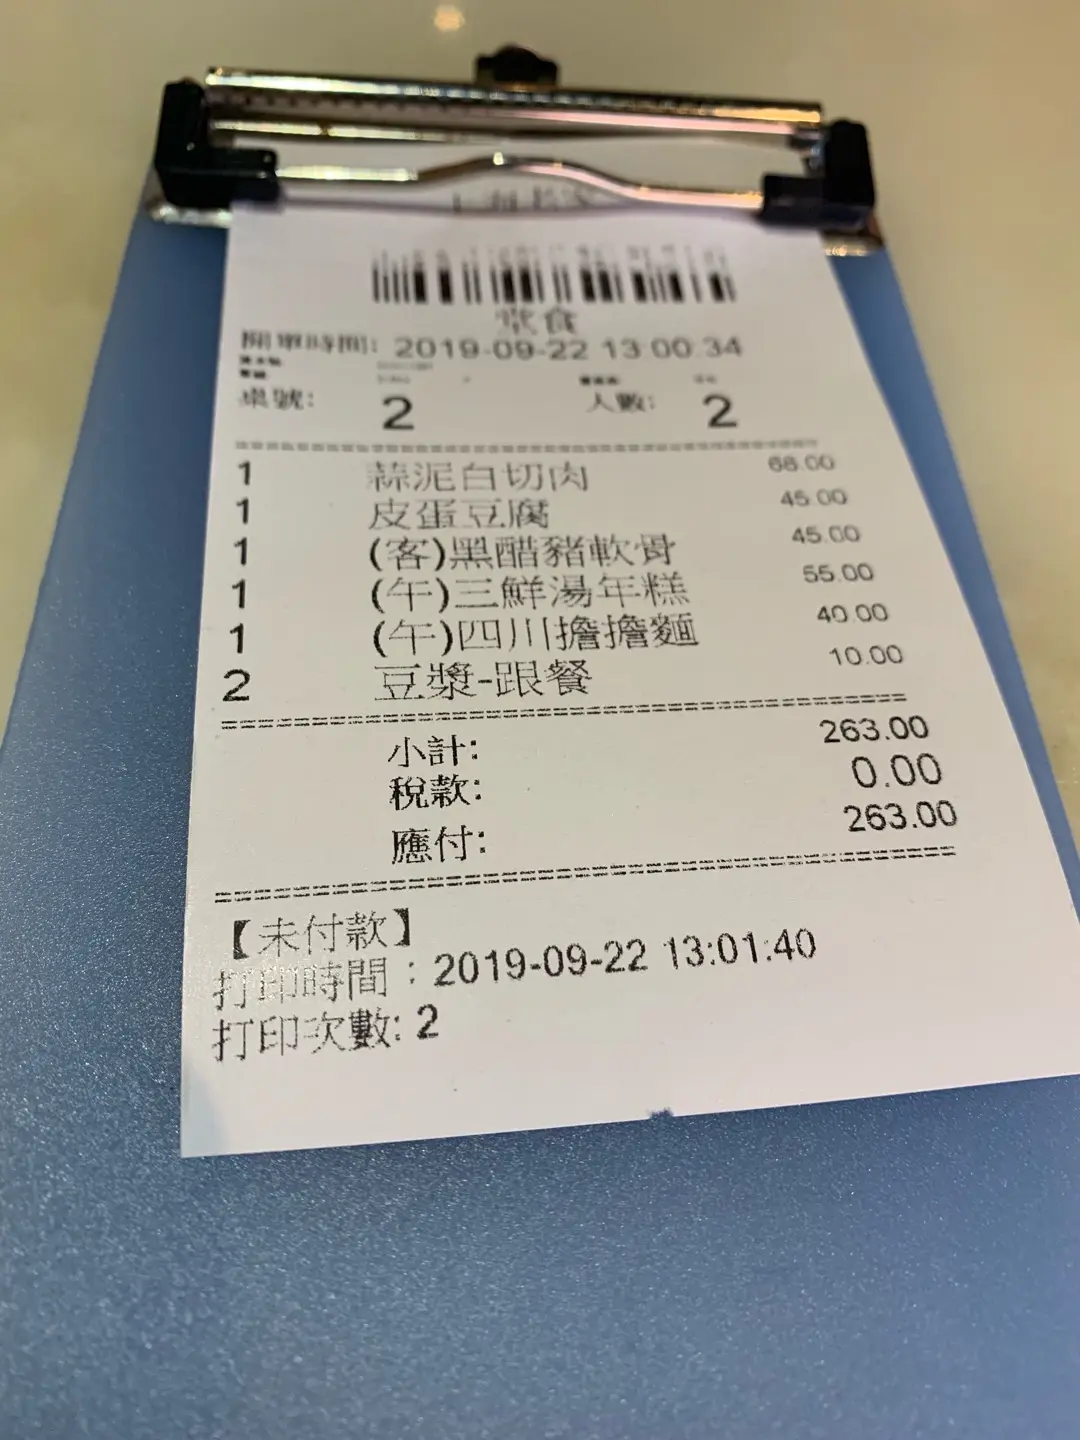 堂食
開單時間: 2019-09-22 13:00:34
桌號: 2 人數: 2
1 蒜泥白切肉 68.00
1 皮蛋豆腐 45.00
1 (客)黑醋豬軟骨 45.00
1 (午)三鮮湯年糕 55.00
1 (午)四川擔擔麵 40.00
2 豆漿-跟餐 10.00
小計: 263.00
稅款: 0.00
應付: 263.00
【未付款】
打印時間：2019-09-22 13:01:40
打印次數: 2